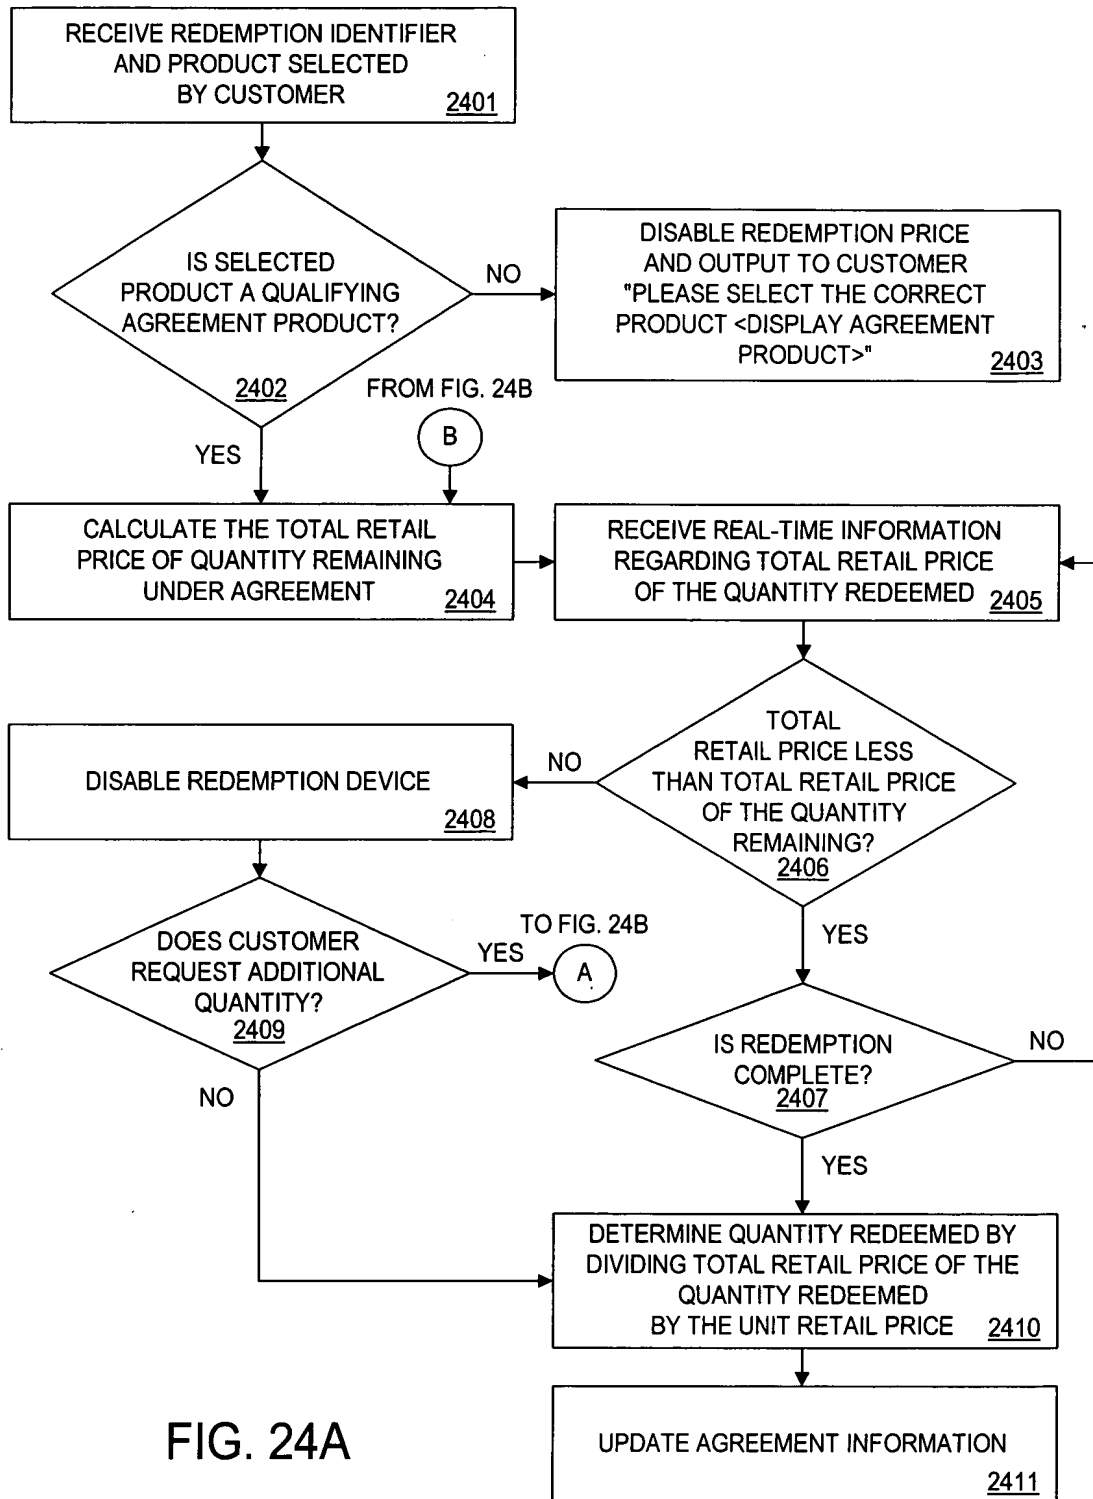 RECEIVE REDEMPTION IDENTIFIER
AND PRODUCT SELECTED
BY CUSTOMER
2401
IS SELECTED
PRODUCT A QUALIFYING
AGREEMENT PRODUCT?
2402
NO
DISABLE REDEMPTION PRICE
AND OUTPUT TO CUSTOMER
"PLEASE SELECT THE CORRECT
PRODUCT <DISPLAY AGREEMENT
PRODUCT>"
2403
FROM FIG. 24B
B
YES
CALCULATE THE TOTAL RETAIL
PRICE OF QUANTITY REMAINING
UNDER AGREEMENT
2404
RECEIVE REAL-TIME INFORMATION
REGARDING TOTAL RETAIL PRICE
OF THE QUANTITY REDEEMED
2405
TOTAL
RETAIL PRICE LESS
THAN TOTAL RETAIL PRICE
OF THE QUANTITY
REMAINING?
2406
NO
DISABLE REDEMPTION DEVICE
2408
DOES CUSTOMER
REQUEST ADDITIONAL
QUANTITY?
2409
YES
TO FIG. 24B
A
YES
IS REDEMPTION
COMPLETE?
2407
NO
NO
YES
DETERMINE QUANTITY REDEEMED BY
DIVIDING TOTAL RETAIL PRICE OF THE
QUANTITY REDEEMED
BY THE UNIT RETAIL PRICE
2410
UPDATE AGREEMENT INFORMATION
2411
FIG. 24A